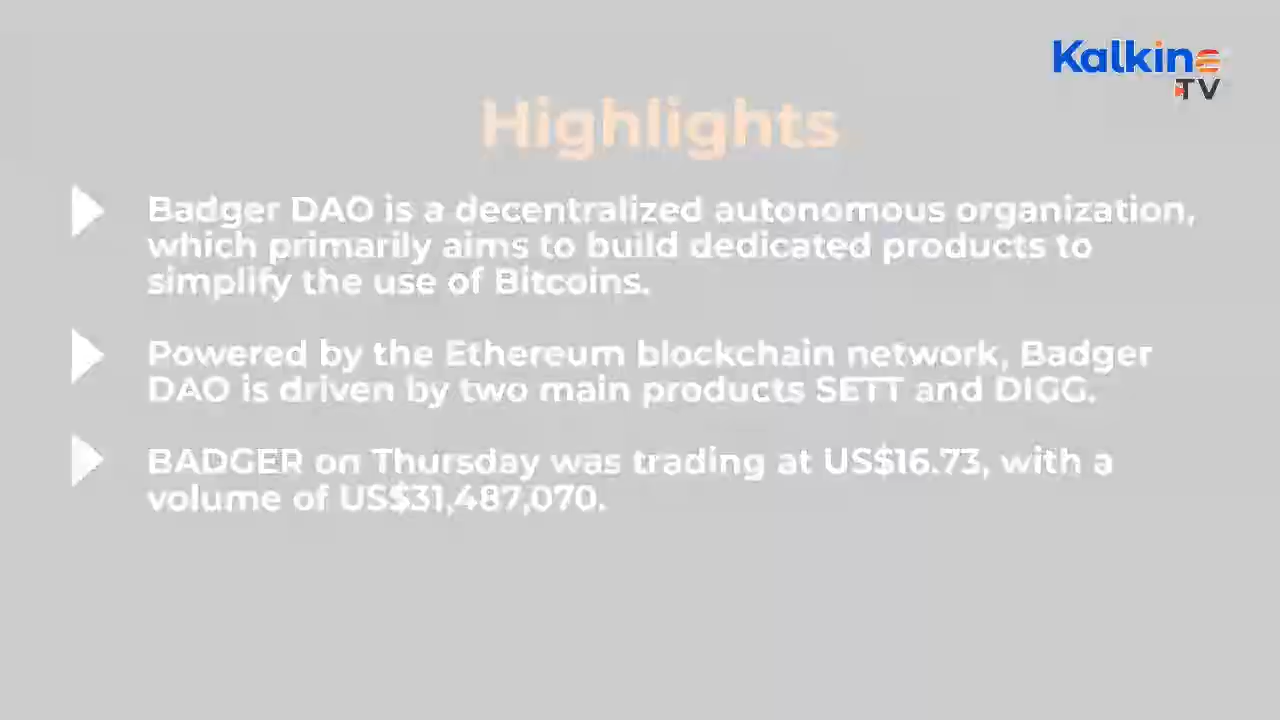 Kalkine
TV
Highlights
Badger DAO is a decentralized autonomous organization,
which primarily aims to build dedicated products to
simplify the use of Bitcoins.
Powered by the Ethereum blockchain network, Badger
DAO is driven by two main products SETT and DIGG.
BADGER on Thursday was trading at US$16.73, with a
volume of US$31,487,070.